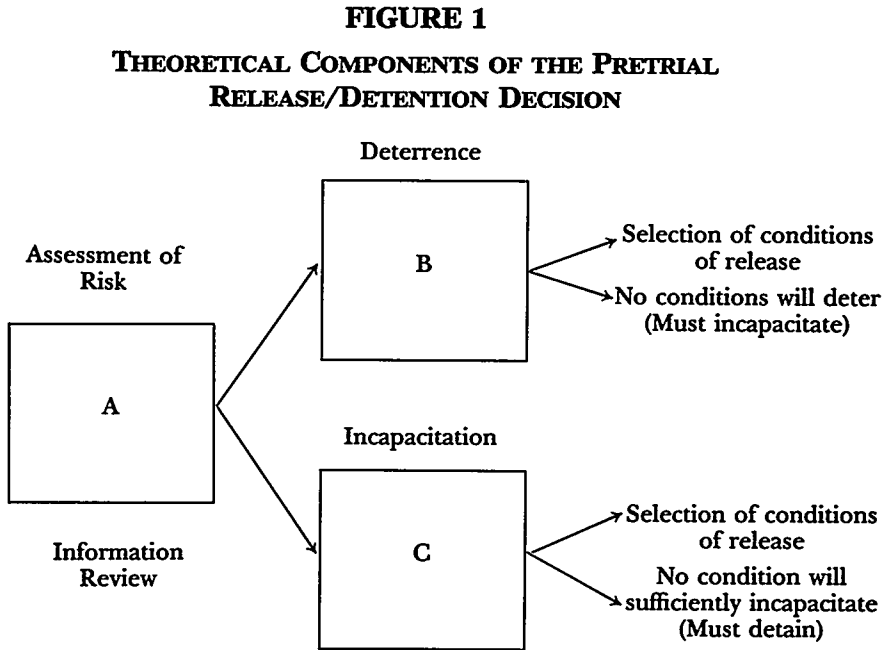 FIGURE 1
THEORETICAL COMPONENTS OF THE PRETRIAL
RELEASE/DETENTION DECISION
Assessment of
Risk
A
Information
Review
Deterrence
B
Selection of conditions
of release
No conditions will deter
(Must incapacitate)
Incapacitation
C
Selection of conditions
of release
No condition will
sufficiently incapacitate
(Must detain)